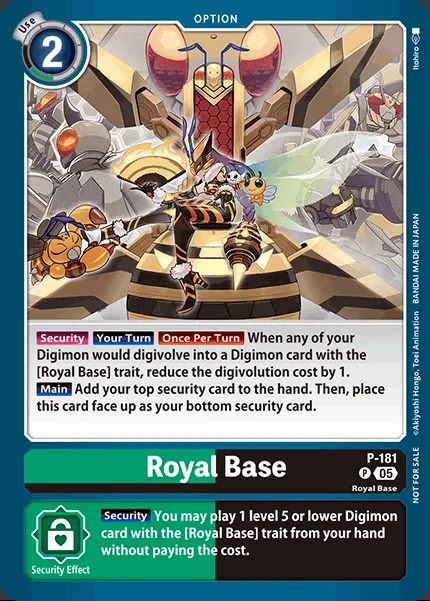 OPTION
Use
2
Itohiro
Security Your Turn Once Per Turn When any of your
Digimon would digivolve into a Digimon card with the
[Royal Base] trait, reduce the digivolution cost by 1.
Main Add your top security card to the hand. Then, place
this card face up as your bottom security card.
©Akiyoshi Hongo, Toei Animation BANDAI MADE IN JAPAN
NOT FOR SALE
Royal Base
P-181
P 05
Royal Base
Security You may play 1 level 5 or lower Digimon
card with the [Royal Base] trait from your hand
without paying the cost.
Security Effect